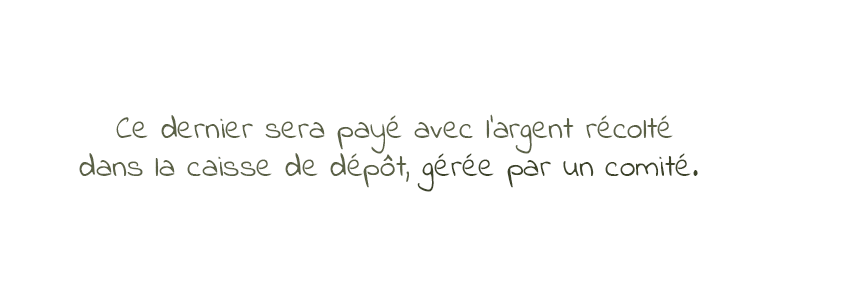 Ce dernier sera payé avec l'argent récolté
dans la caisse de dépôt, gérée par un comité.